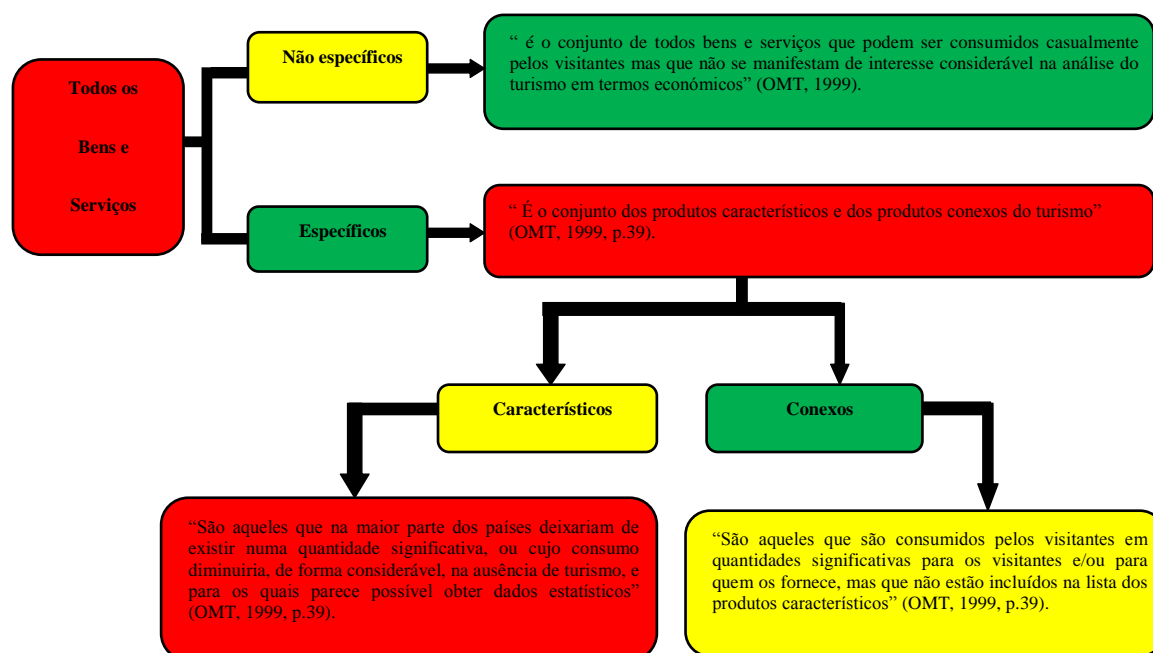 Todos os
Bens e
Serviços
Não específicos
“ é o conjunto de todos bens e serviços que podem ser consumidos casualmente
pelos visitantes mas que não se manifestam de interesse considerável na análise do
turismo em termos económicos” (OMT, 1999).
Específicos
“ É o conjunto dos produtos característicos e dos produtos conexos do turismo”
(OMT, 1999, p.39).
Característicos
Conexos
“São aqueles que na maior parte dos países deixariam de
existir numa quantidade significativa, ou cujo consumo
diminuiria, de forma considerável, na ausência de turismo, e
para os quais parece possível obter dados estatísticos”
(OMT, 1999, p.39).
“São aqueles que são consumidos pelos visitantes em
quantidades significativas para os visitantes e/ou para
quem os fornece, mas que não estão incluídos na lista dos
produtos característicos” (OMT, 1999, p.39).